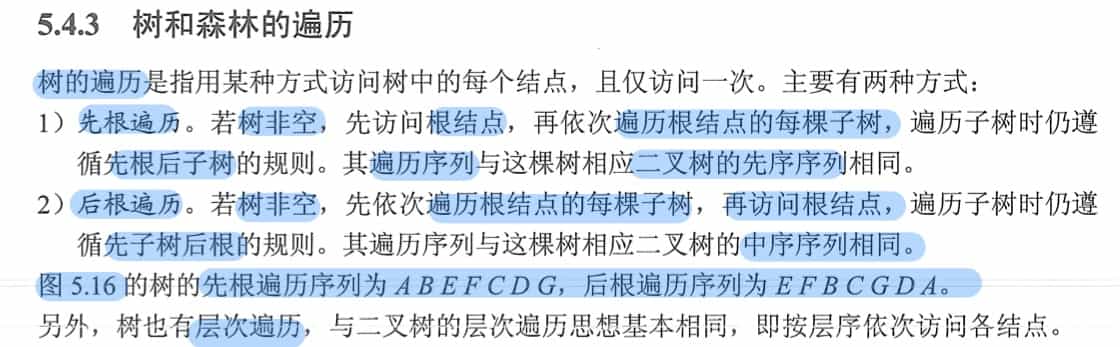 5.4.3 树和森林的遍历
树的遍历是指用某种方式访问树中的每个结点，且仅访问一次。主要有两种方式：
1）先根遍历。若树非空，先访问根结点，再依次遍历根结点的每棵子树，遍历子树时仍遵
循先根后子树的规则。其遍历序列与这棵树相应二叉树的先序序列相同。
2）后根遍历。若树非空，先依次遍历根结点的每棵子树，再访问根结点，遍历子树时仍遵
循先子树后根的规则。其遍历序列与这棵树相应二叉树的中序序列相同。
图 5.16 的树的先根遍历序列为 A B E F C D G，后根遍历序列为 E F B C G D A。
另外，树也有层次遍历，与二叉树的层次遍历思想基本相同，即按层序依次访问各结点。